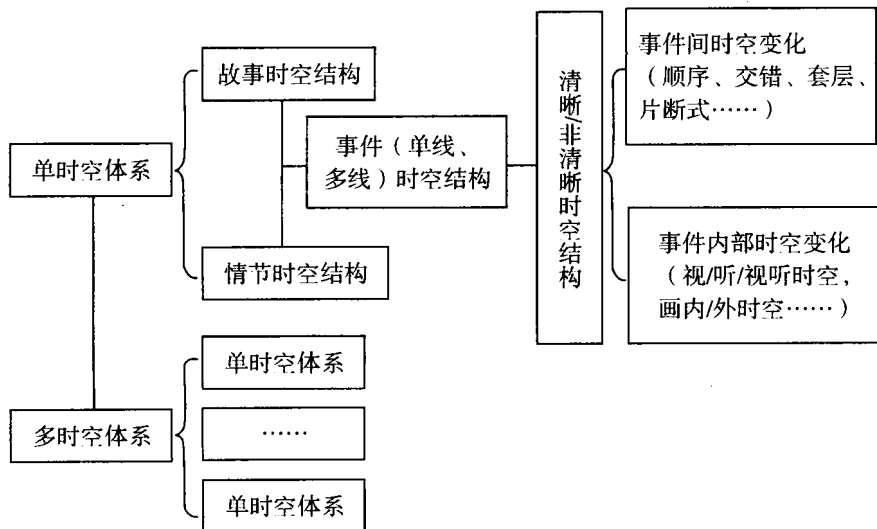 故事时空结构
单时空体系
情节时空结构
事件（单线、
多线）时空结构
清晰/非清晰时空结构
事件间时空变化
（顺序、交错、套层、
片断式……）
事件内部时空变化
（视/听/视听时空，
画内/外时空……）
多时空体系
单时空体系
……
单时空体系